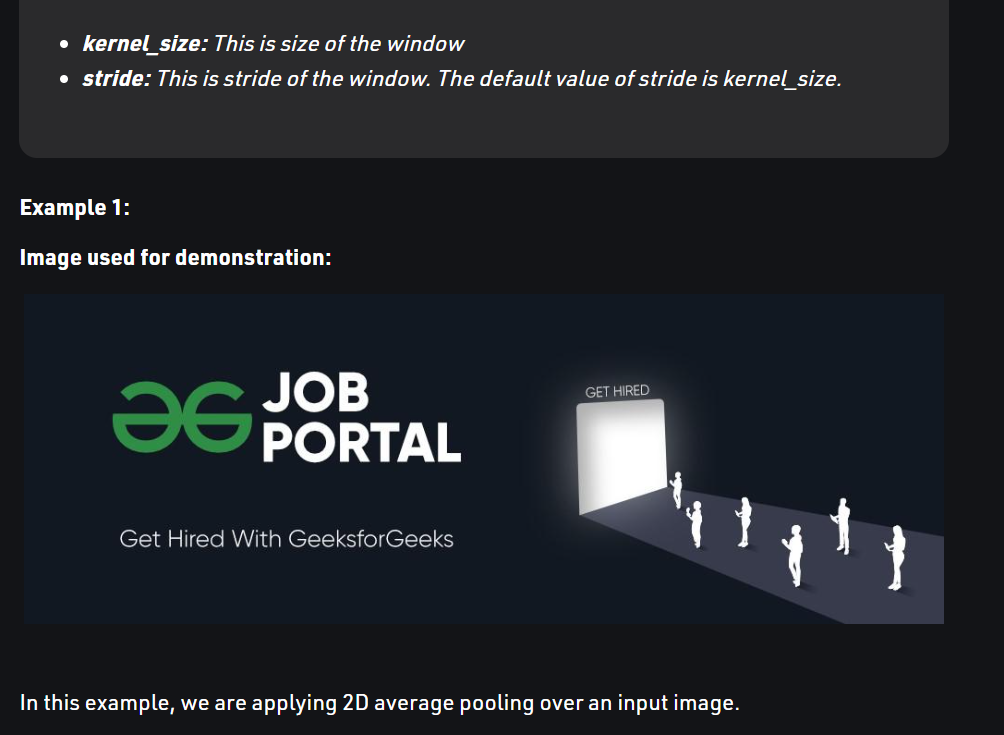 kernel_size: This is size of the window
stride: This is stride of the window. The default value of stride is kernel_size.
Example 1:
Image used for demonstration:
JOB
PORTAL
Get Hired With GeeksforGeeks
GET HIRED
In this example, we are applying 2D average pooling over an input image.